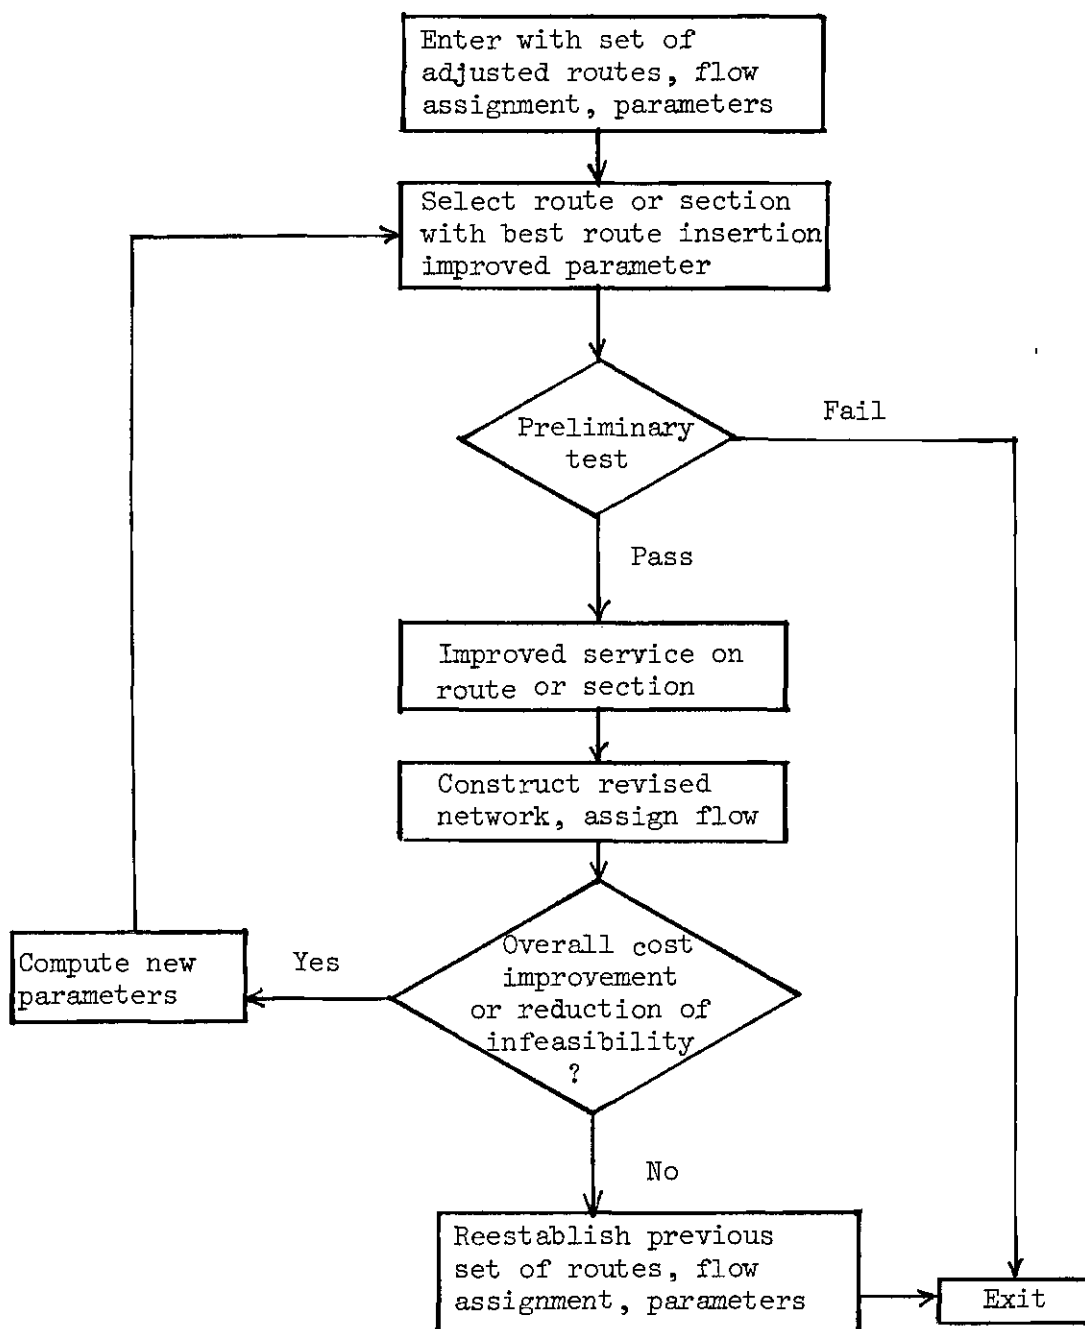 Enter with set of
adjusted routes, flow
assignment, parameters
Select route or section
with best route insertion
improved parameter
Preliminary
test
Fail
Pass
Improved service on
route or section
Construct revised
network, assign flow
Overall cost
improvement
or reduction of
infeasibility
?
Yes
Compute new
parameters
No
Reestablish previous
set of routes, flow
assignment, parameters
Exit